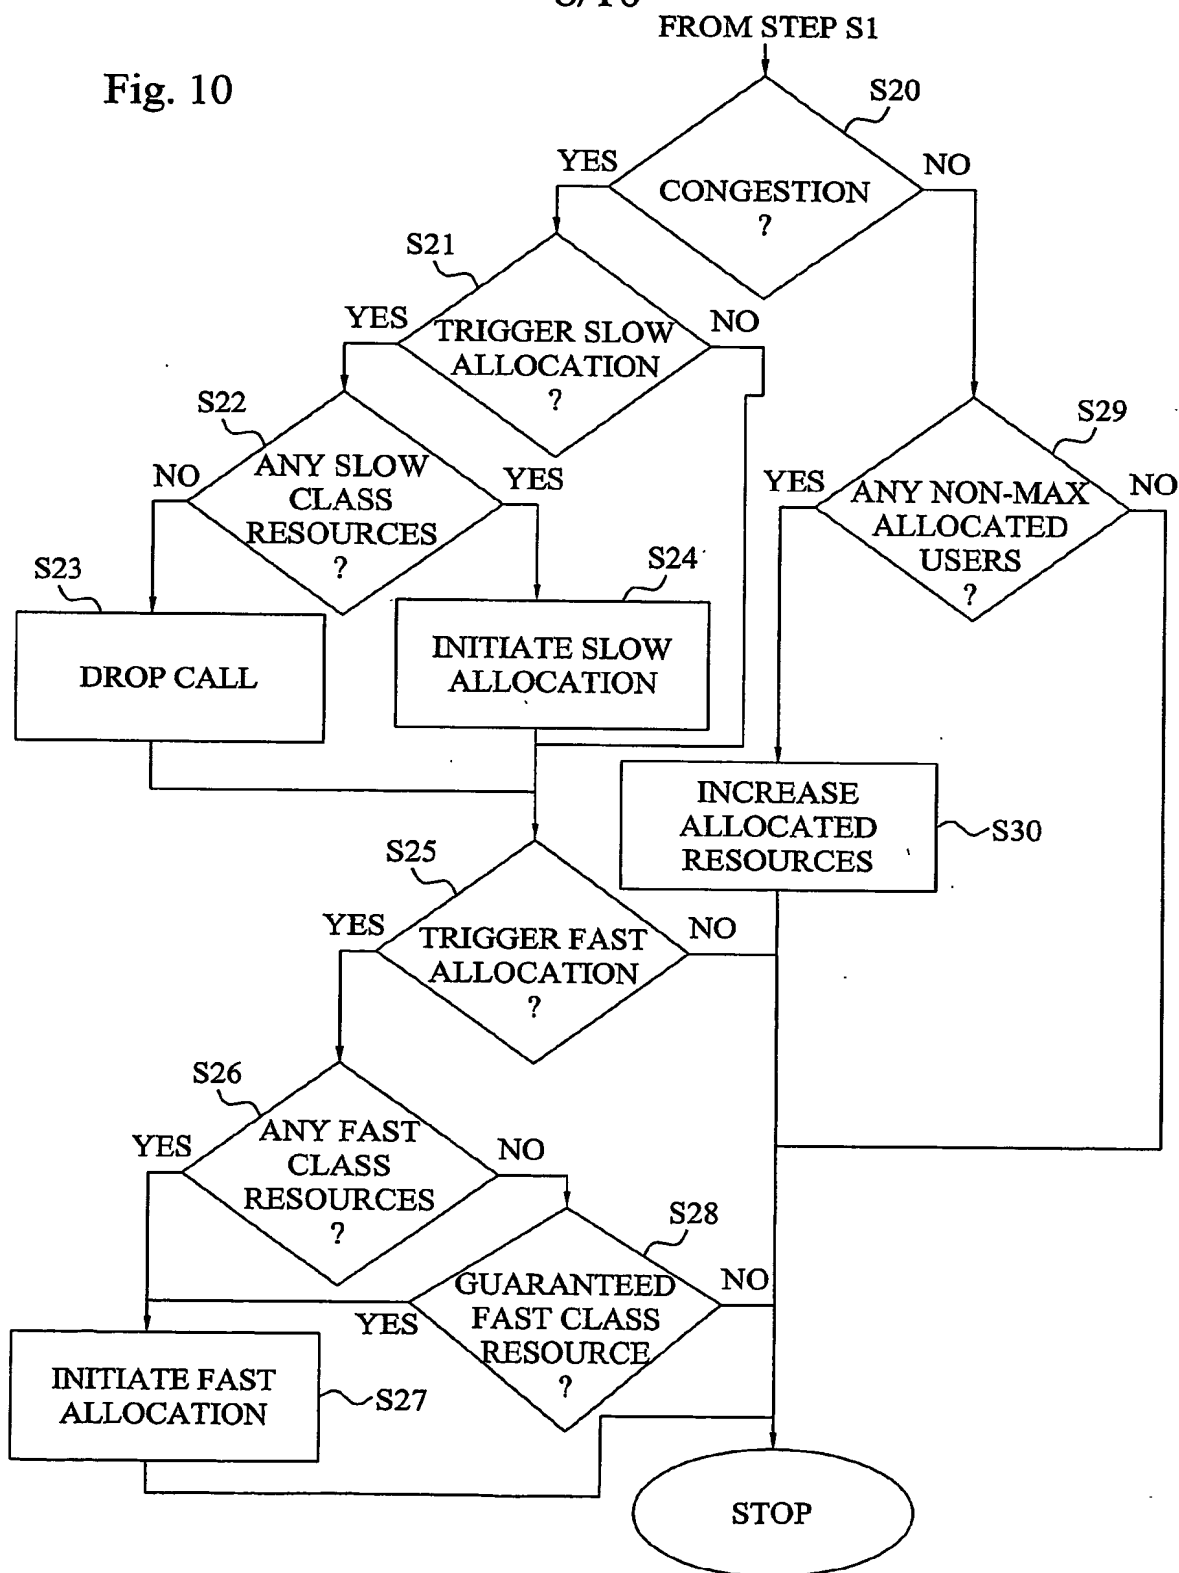 FROM STEP S1
Fig. 10
S20
YES
NO
CONGESTION
?
S21
YES
NO
TRIGGER SLOW
ALLOCATION
?
S22
NO
YES
ANY SLOW
CLASS
RESOURCES
?
S29
YES
NO
ANY NON-MAX
ALLOCATED
USERS
?
S23
DROP CALL
S24
INITIATE SLOW
ALLOCATION
INCREASE
ALLOCATED
RESOURCES
S30
S25
YES
NO
TRIGGER FAST
ALLOCATION
?
S26
YES
NO
ANY FAST
CLASS
RESOURCES
?
S28
NO
YES
GUARANTEED
FAST CLASS
RESOURCE
?
INITIATE FAST
ALLOCATION
S27
STOP